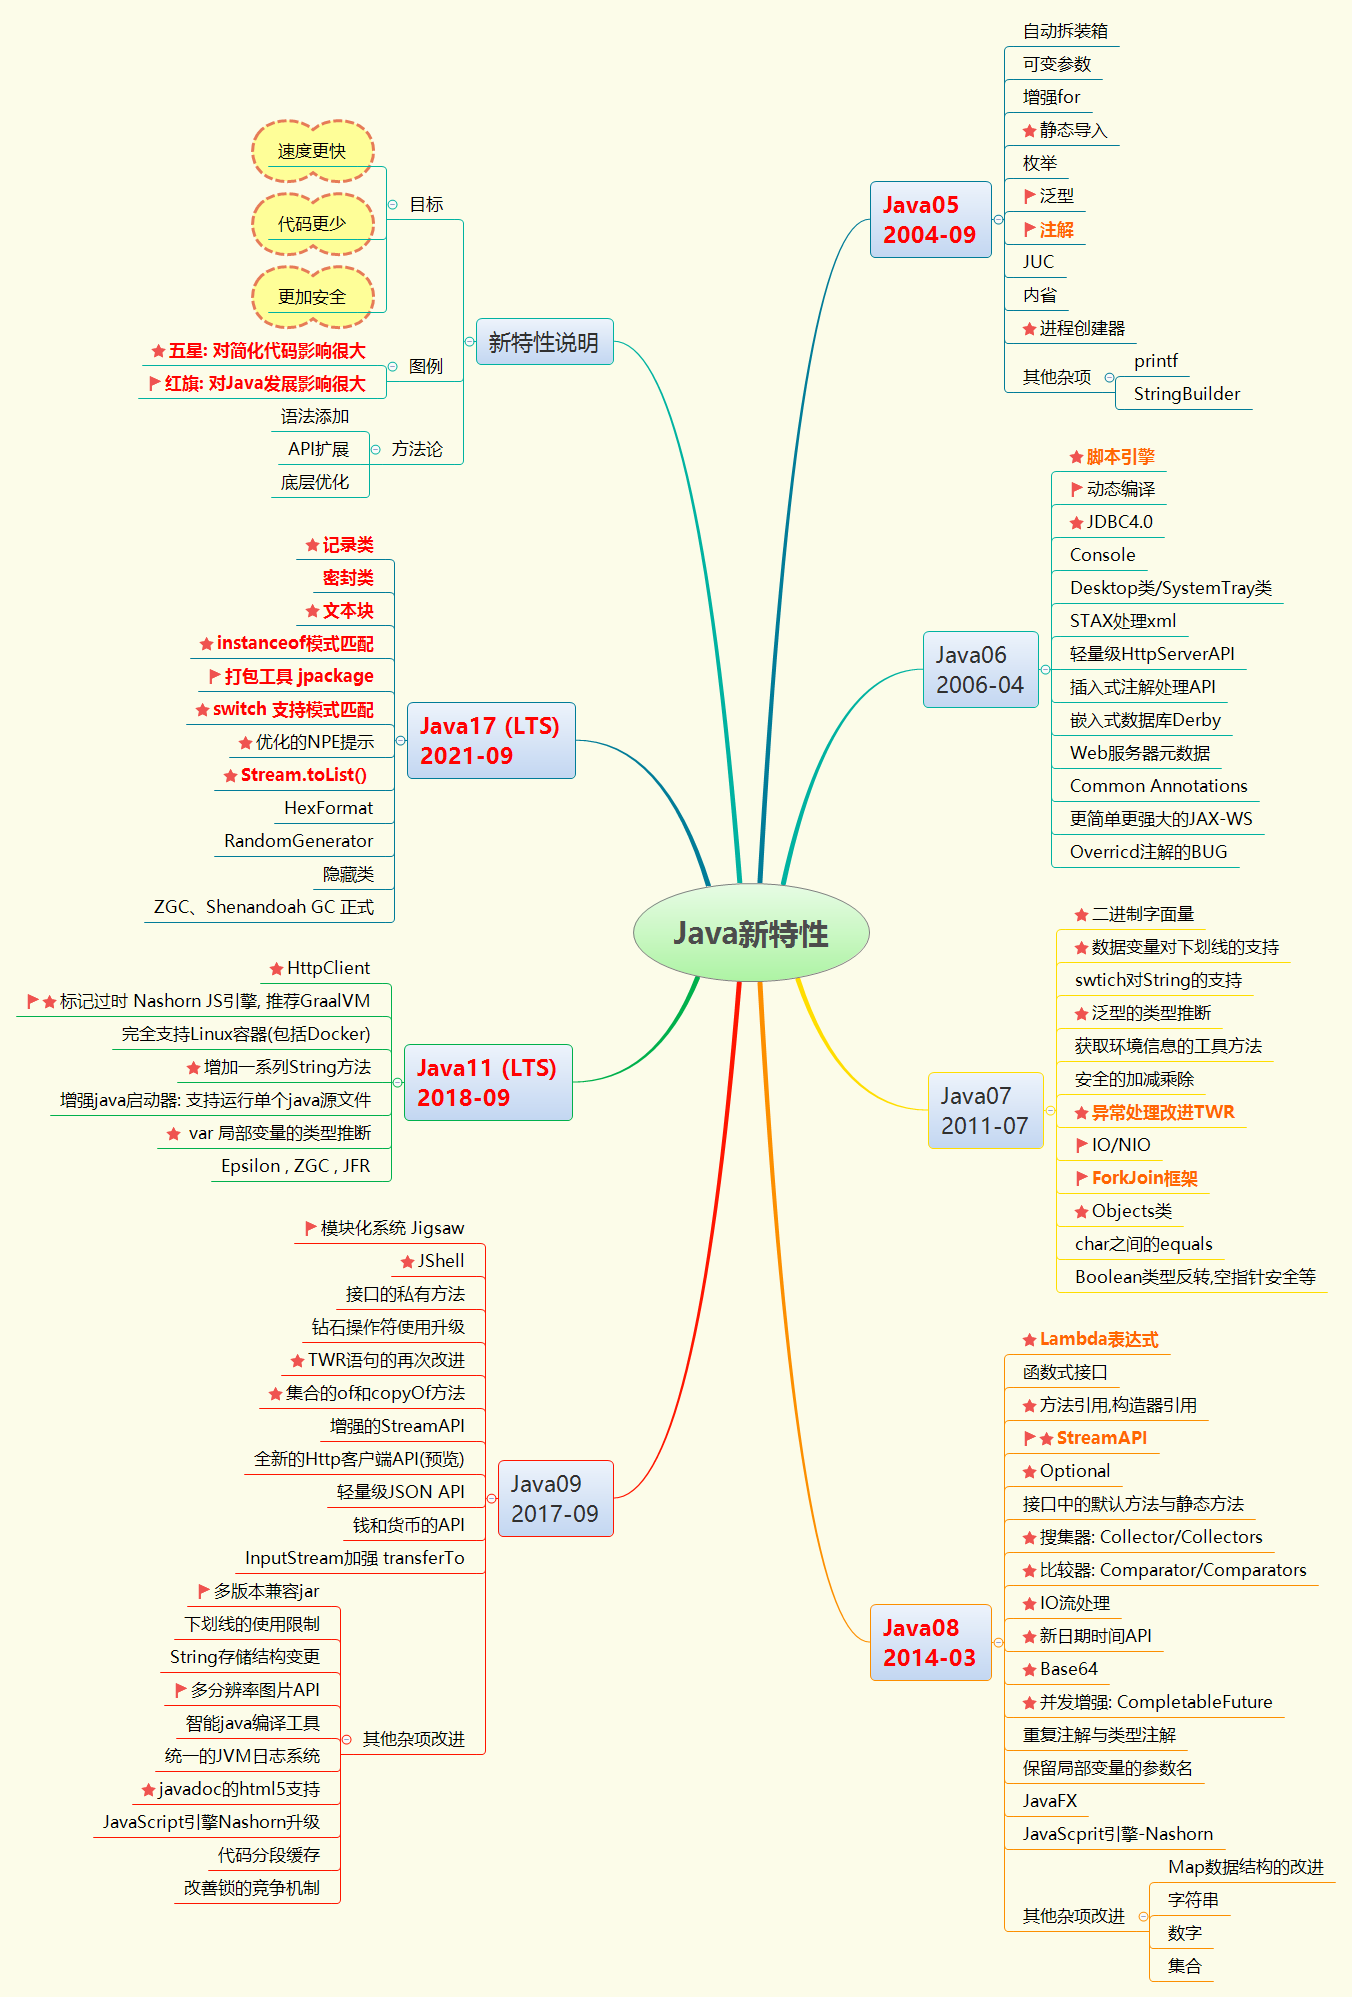 Java新特性
新特性说明
目标
速度更快
代码更少
更加安全
图例
五星: 对简化代码影响很大
红旗: 对Java发展影响很大
方法论
语法添加
API扩展
底层优化
Java05
2004-09
自动拆装箱
可变参数
增强for
静态导入
枚举
泛型
注解
JUC
内省
进程创建器
其他杂项
printf
StringBuilder
Java06
2006-04
脚本引擎
动态编译
JDBC4.0
Console
Desktop类/SystemTray类
STAX处理xml
轻量级HttpServerAPI
插入式注解处理API
嵌入式数据库Derby
Web服务器元数据
Common Annotations
更简单更强大的JAX-WS
Overricd注解的BUG
Java07
2011-07
二进制字面量
数据变量对下划线的支持
swtich对String的支持
泛型的类型推断
获取环境信息的工具方法
安全的加减乘除
异常处理改进TWR
IO/NIO
ForkJoin框架
Objects类
char之间的equals
Boolean类型反转,空指针安全等
Java08
2014-03
Lambda表达式
函数式接口
方法引用,构造器引用
StreamAPI
Optional
接口中的默认方法与静态方法
搜集器: Collector/Collectors
比较器: Comparator/Comparators
IO流处理
新日期时间API
Base64
并发增强: CompletableFuture
重复注解与类型注解
保留局部变量的参数名
JavaFX
JavaScprit引擎-Nashorn
其他杂项改进
Map数据结构的改进
字符串
数字
集合
Java09
2017-09
模块化系统 Jigsaw
JShell
接口的私有方法
钻石操作符使用升级
TWR语句的再次改进
集合的of和copyOf方法
增强的StreamAPI
全新的Http客户端API(预览)
轻量级JSON API
钱和货币的API
InputStream加强 transferTo
其他杂项改进
多版本兼容jar
下划线的使用限制
String存储结构变更
多分辨率图片API
智能java编译工具
统一的JVM日志系统
javadoc的html5支持
JavaScript引擎Nashorn升级
代码分段缓存
改善锁的竞争机制
Java11 (LTS)
2018-09
HttpClient
标记过时 Nashorn JS引擎, 推荐GraalVM
完全支持Linux容器(包括Docker)
增加一系列String方法
增强java启动器: 支持运行单个java源文件
var 局部变量的类型推断
Epsilon , ZGC , JFR
Java17 (LTS)
2021-09
记录类
密封类
文本块
instanceof模式匹配
打包工具 jpackage
switch 支持模式匹配
优化的NPE提示
Stream.toList()
HexFormat
RandomGenerator
隐藏类
ZGC、Shenandoah GC 正式